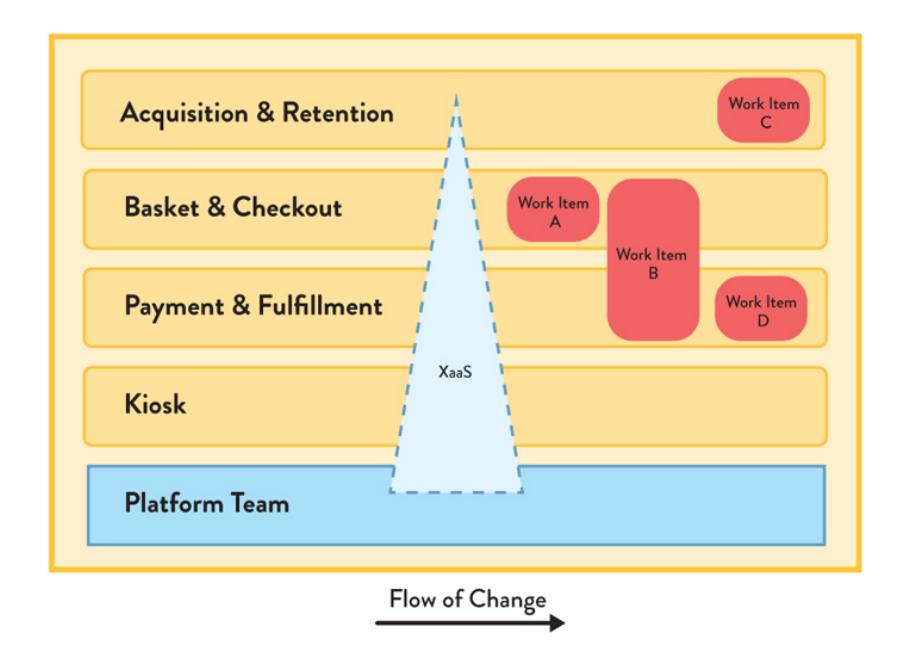 Acquisition & Retention
Work Item
C
Basket & Checkout
Work Item
A
Work Item
B
Payment & Fulfillment
Work Item
D
XaaS
Kiosk
Platform Team
Flow of Change